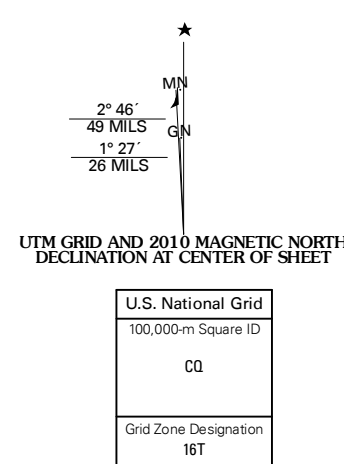 ★
MN
2° 46´
49 MILS
GN
1° 27´
26 MILS
UTM GRID AND 2010 MAGNETIC NORTH
DECLINATION AT CENTER OF SHEET
U.S. National Grid
100,000-m Square ID
CQ
Grid Zone Designation
16T